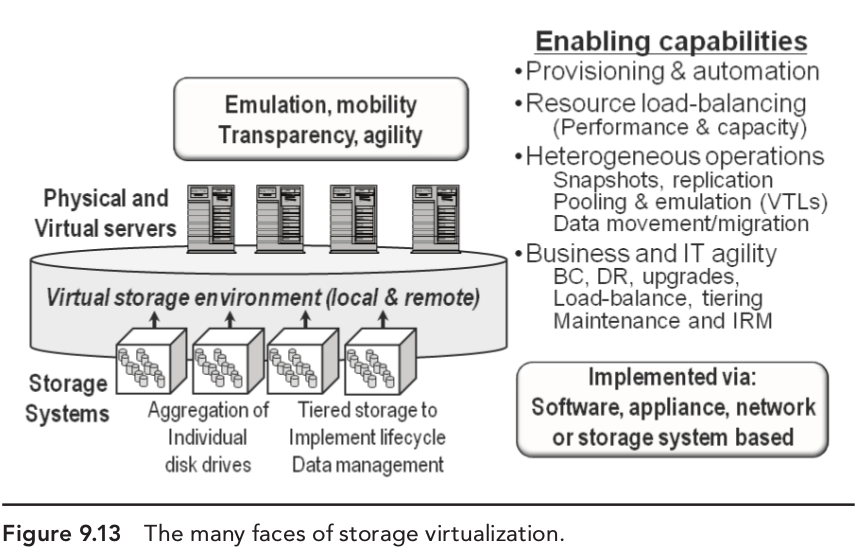 Enabling capabilities
•Provisioning & automation
•Resource load-balancing
(Performance & capacity)
•Heterogeneous operations
Snapshots, replication
Pooling & emulation (VTLs)
Data movement/migration
•Business and IT agility
BC, DR, upgrades,
Load-balance, tiering
Maintenance and IRM
Emulation, mobility
Transparency, agility
Physical and
Virtual servers
Virtual storage environment (local & remote)
Storage
Systems
Aggregation of
Individual
disk drives
Tiered storage to
Implement lifecycle
Data management
Implemented via:
Software, appliance, network
or storage system based
Figure 9.13 The many faces of storage virtualization.